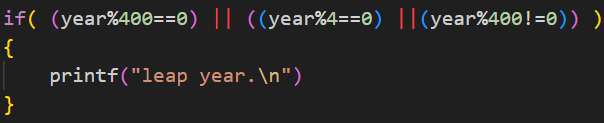 if( (year%400==0) || ((year%4==0) ||(year%400!=0)) )
{
    printf("leap year.\n")
}